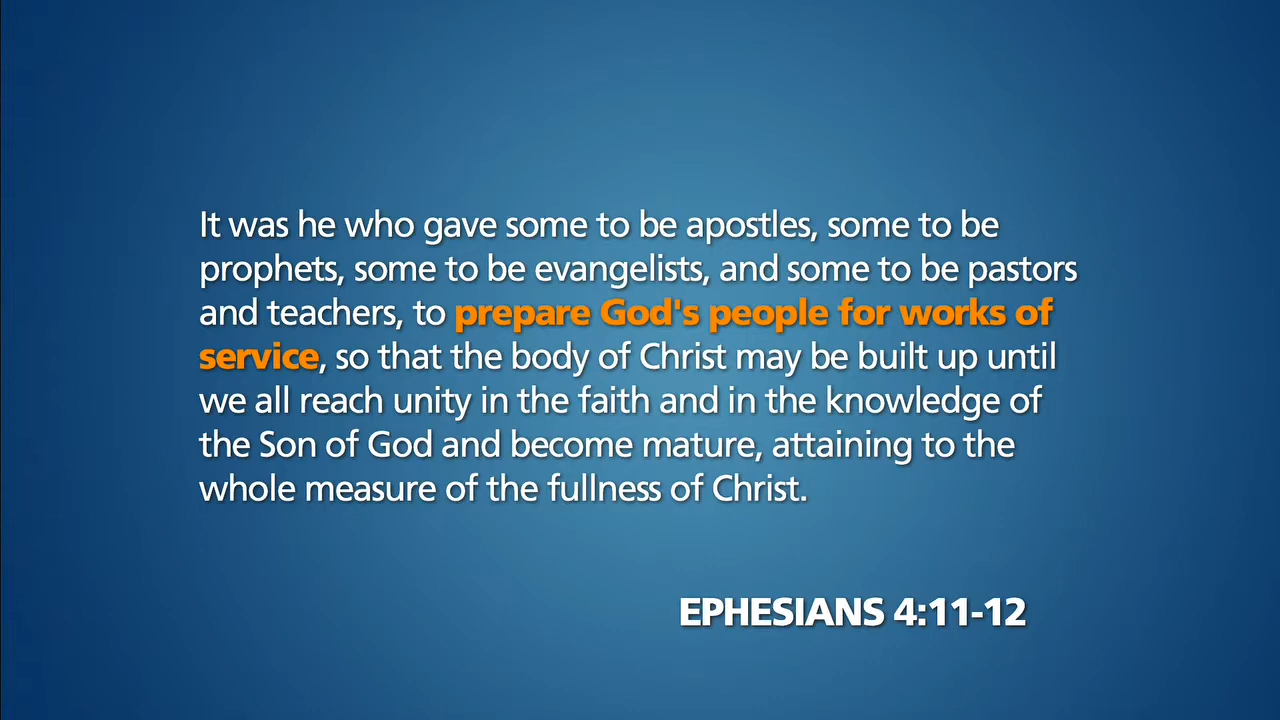 It was he who gave some to be apostles, some to be
prophets, some to be evangelists, and some to be pastors
and teachers, to prepare God's people for works of
service, so that the body of Christ may be built up until
we all reach unity in the faith and in the knowledge of
the Son of God and become mature, attaining to the
whole measure of the fullness of Christ.
EPHESIANS 4:11-12